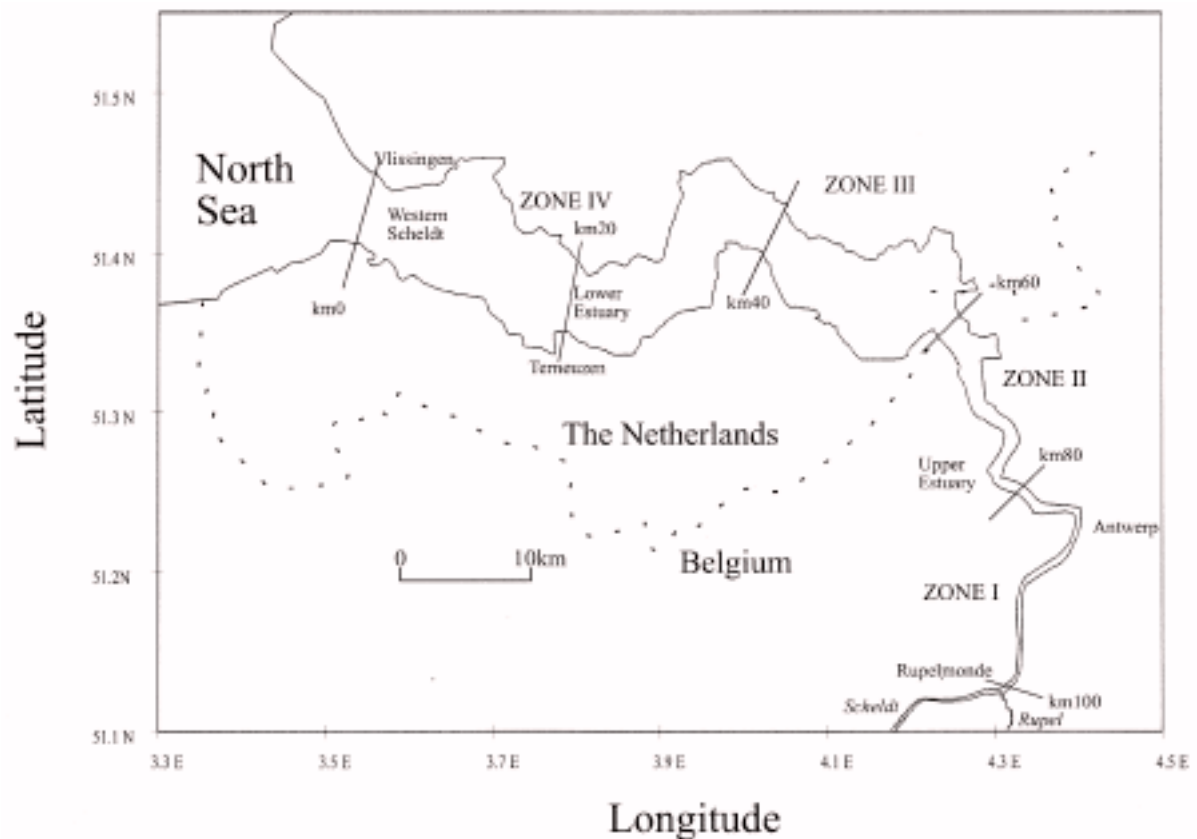 51.5 N
Vlissingen
North
Sea
ZONE III
ZONE IV
Western
Scheldt
km20
51.4 N
km0
Lower
Estuary
km40
km60
Terneuzen
ZONE II
Latitude
51.3 N
The Netherlands
Upper
Estuary
km80
Antwerp
0 10km
Belgium
51.2N
ZONE I
Rupelmonde
km100
Scheldt
Rupel
51.1 N
3.3 E 3.5 E 3.7 E 3.9 E 4.1 E 4.3 E 4.5 E
Longitude